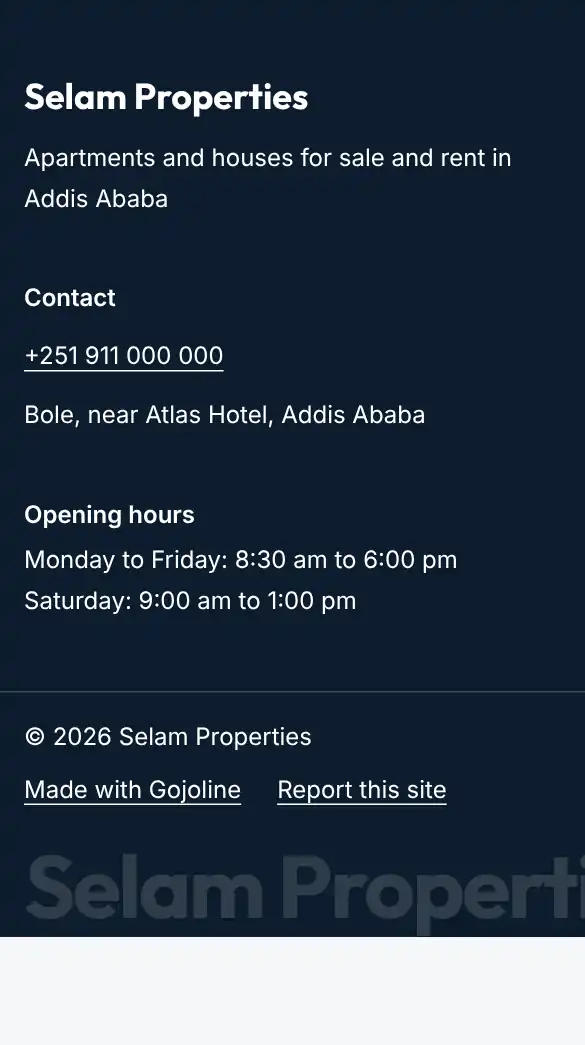 Selam Properties
Apartments and houses for sale and rent in
Addis Ababa
Contact
+251 911 000 000
Bole, near Atlas Hotel, Addis Ababa
Opening hours
Monday to Friday: 8:30 am to 6:00 pm
Saturday: 9:00 am to 1:00 pm
© 2026 Selam Properties
Made with Gojoline Report this site
Selam Properti